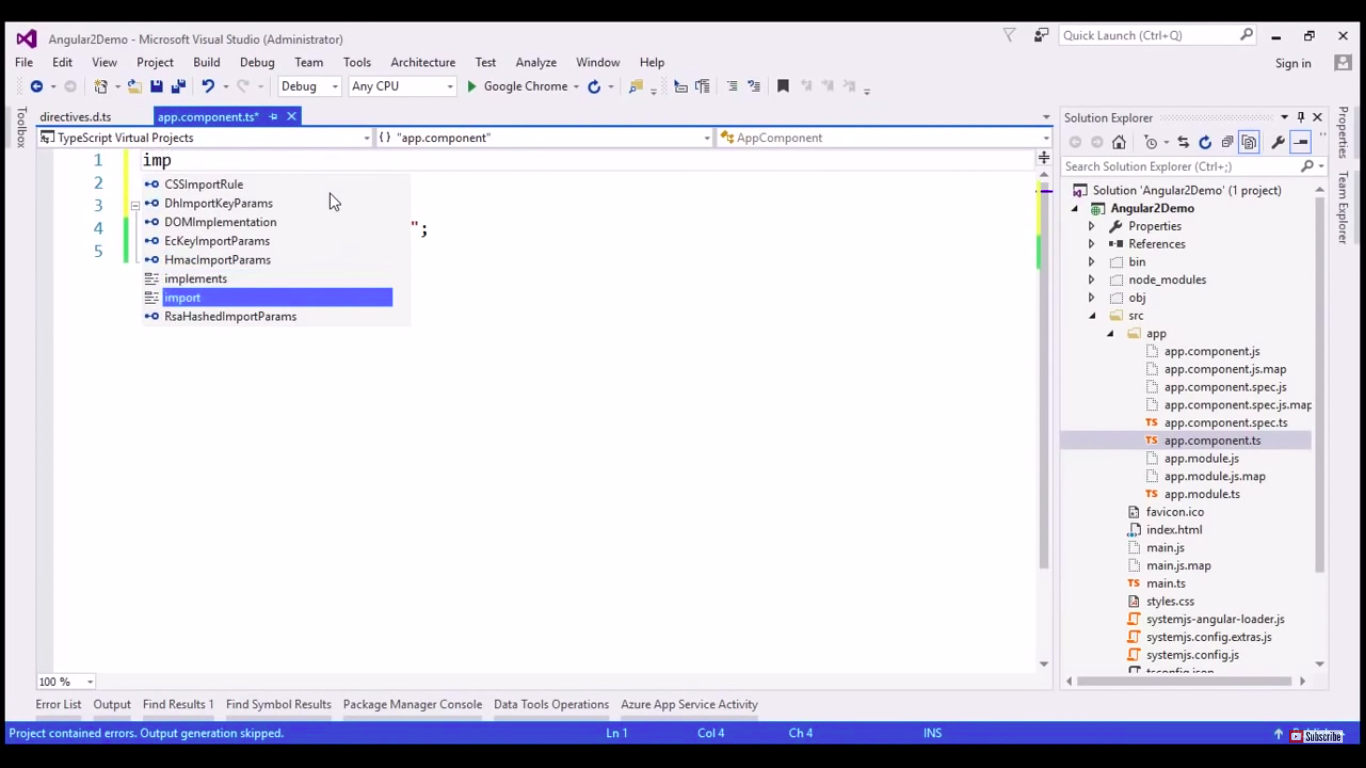 Angular2Demo - Microsoft Visual Studio (Administrator)
Quick Launch (Ctrl+Q)
File Edit View Project Build Debug Team Tools Architecture Test Analyze Window Help
Sign in
Debug Any CPU Google Chrome
Toolbox
directives.d.ts app.component.ts*
TypeScript Virtual Projects {} "app.component" AppComponent
1 imp
2
3
4 ";
5
CSSImportRule
DhImportKeyParams
DOMImplementation
EcKeyImportParams
HmacImportParams
implements
import
RsaHashedImportParams
100 %
Solution Explorer
Search Solution Explorer (Ctrl+;)
Solution 'Angular2Demo' (1 project)
Angular2Demo
Properties
References
bin
node_modules
obj
src
app
app.component.js
app.component.js.map
app.component.spec.js
app.component.spec.js.map
TS app.component.spec.ts
TS app.component.ts
app.module.js
app.module.js.map
TS app.module.ts
favicon.ico
index.html
main.js
main.js.map
TS main.ts
styles.css
systemjs-angular-loader.js
systemjs.config.extras.js
systemjs.config.js
tsconfig.json
Properties
Team Explorer
Error List Output Find Results 1 Find Symbol Results Package Manager Console Data Tools Operations Azure App Service Activity
Project contained errors. Output generation skipped. Ln 1 Col 4 Ch 4 INS
Subscribe